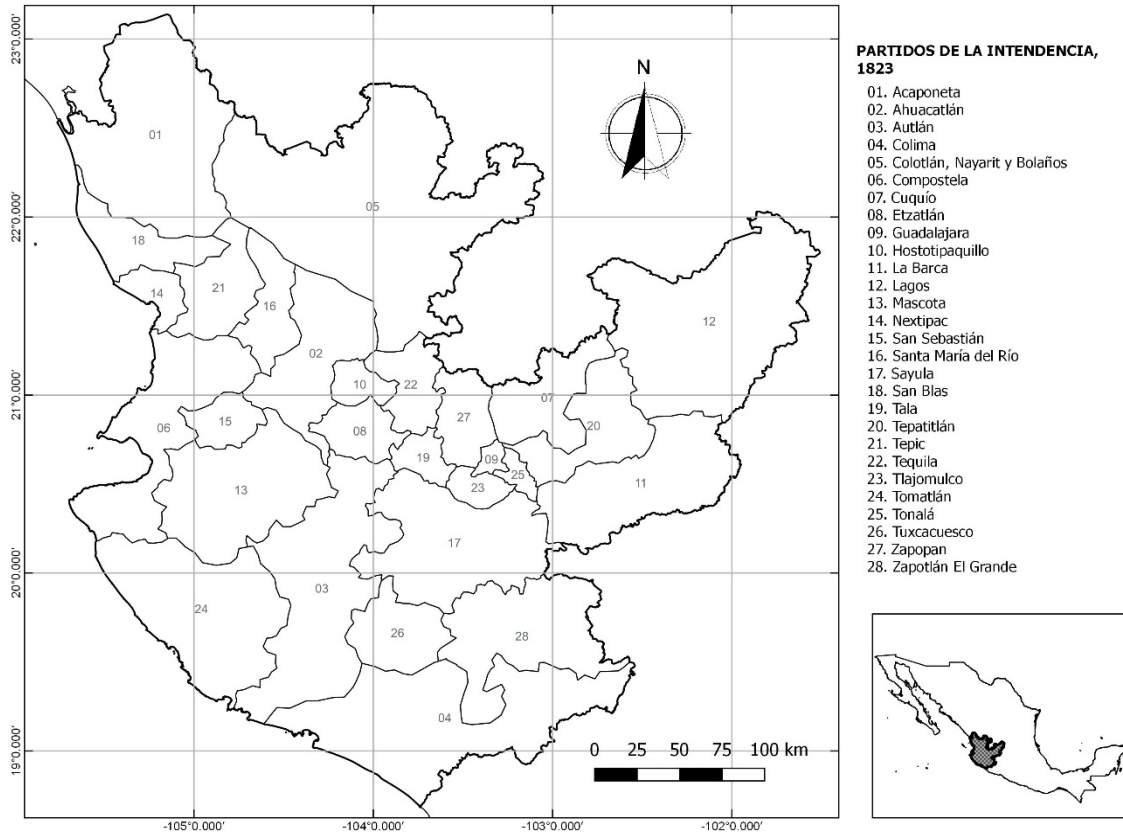 PARTIDOS DE LA INTENDENCIA,
1823
01. Acaponeta
02. Ahuacatlán
03. Autlán
04. Colima
05. Colotlán, Nayarit y Bolaños
06. Compostela
07. Cuquío
08. Etzatlán
09. Guadalajara
10. Hostotipaquillo
11. La Barca
12. Lagos
13. Mascota
14. Nextipac
15. San Sebastián
16. Santa María del Río
17. Sayula
18. San Blas
19. Tala
20. Tepatitlán
21. Tepic
22. Tequila
23. Tlajomulco
24. Tomatlán
25. Tonalá
26. Tuxcacuesco
27. Zapopan
28. Zapotlán El Grande
N
23°0.000'
22°0.000'
21°0.000'
20°0.000'
19°0.000'
01
05
18
21
14
16
12
02
10
22
07
27
06
15
08
20
19
09
25
23
13
11
17
03
24
26
28
04
0 25 50 75 100 km
-105°0.000'
-104°0.000'
-103°0.000'
-102°0.000'